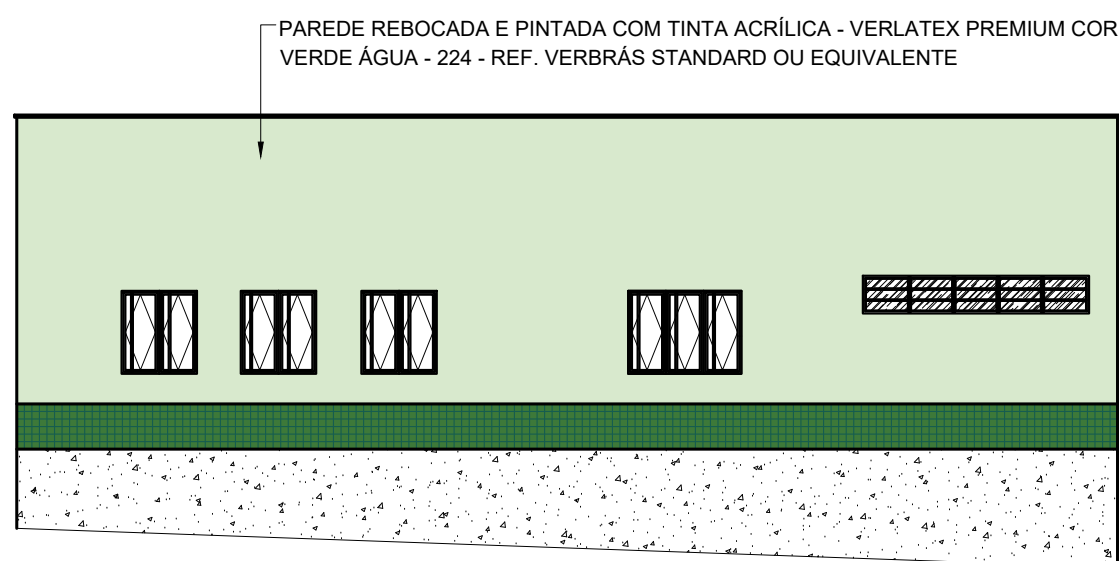 PAREDE REBOCADA E PINTADA COM TINTA ACRÍLICA - VERLATEX PREMIUM COR
VERDE ÁGUA - 224 - REF. VERBRÁS STANDARD OU EQUIVALENTE